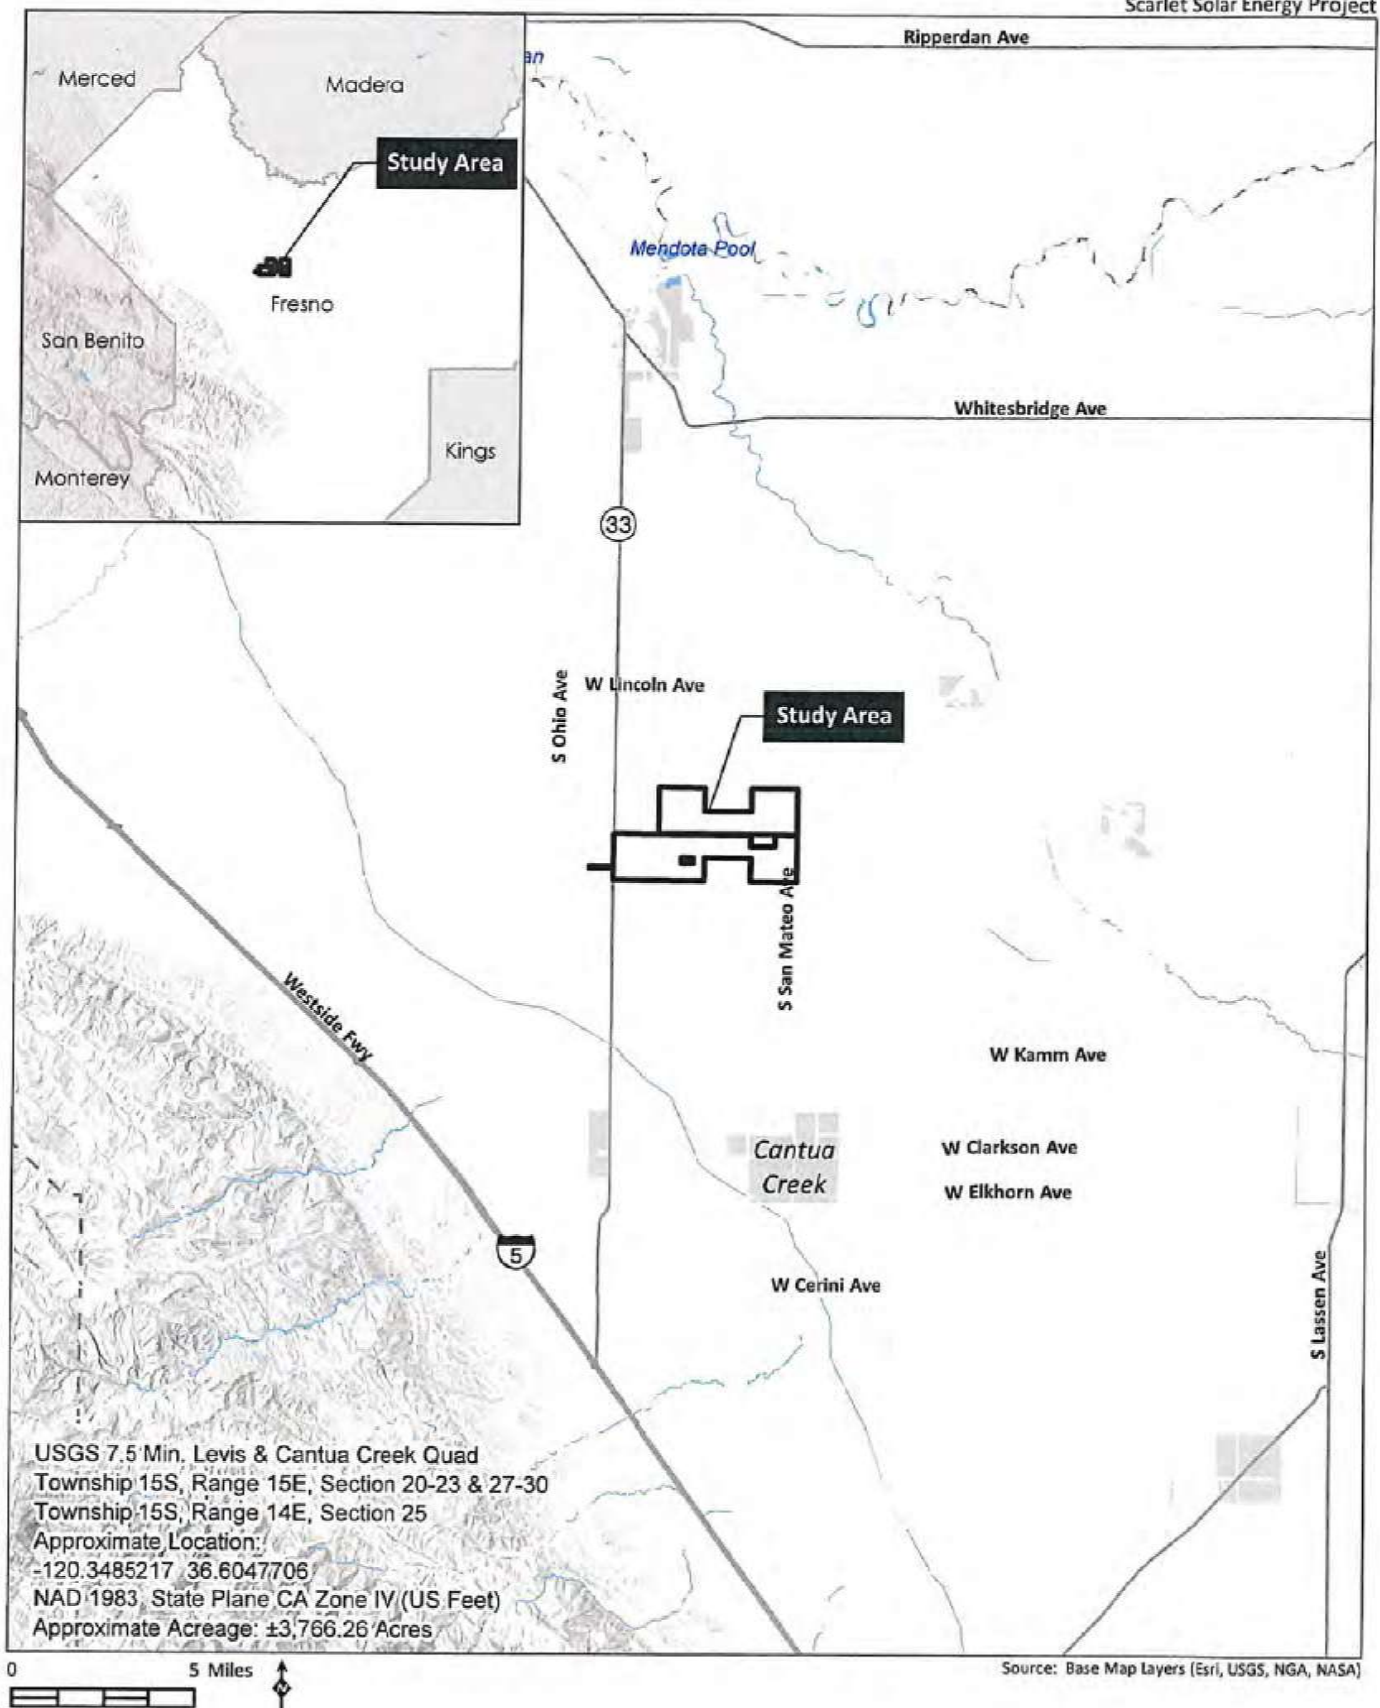 Scarlet Solar Energy Project
Ripperdan Ave
an
Merced
Madera
Study Area
Mendota Pool
Fresno
San Benito
Whitesbridge Ave
Kings
Monterey
33
S Ohio Ave
W Lincoln Ave
Study Area
S San Mateo Ave
Westside Fwy
W Kamm Ave
Cantua
Creek
W Clarkson Ave
W Elkhorn Ave
5
W Cerini Ave
S Lassen Ave
USGS 7.5 Min. Levis & Cantua Creek Quad
Township 15S, Range 15E, Section 20-23 & 27-30
Township 15S, Range 14E, Section 25
Approximate Location:
-120.3485217 36.6047706
NAD 1983 State Plane CA Zone IV (US Feet)
Approximate Acreage: ±3,766.26 Acres
0 5 Miles
N
Source: Base Map Layers (Esri, USGS, NGA, NASA)